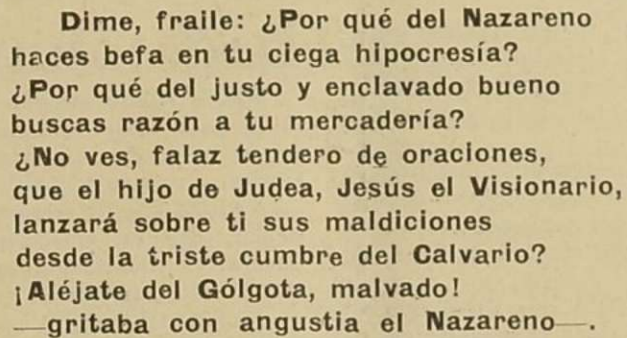 Dime, fraile: ¿Por qué del Nazareno
haces befa en tu ciega hipocresía?
¿Por qué del justo y enclavado bueno
buscas razón a tu mercadería?
¿No ves, falaz tendero de oraciones,
que el hijo de Judea, Jesús el Visionario,
lanzará sobre ti sus maldiciones
desde la triste cumbre del Calvario?
¡Aléjate del Gólgota, malvado!
—gritaba con angustia el Nazareno—.